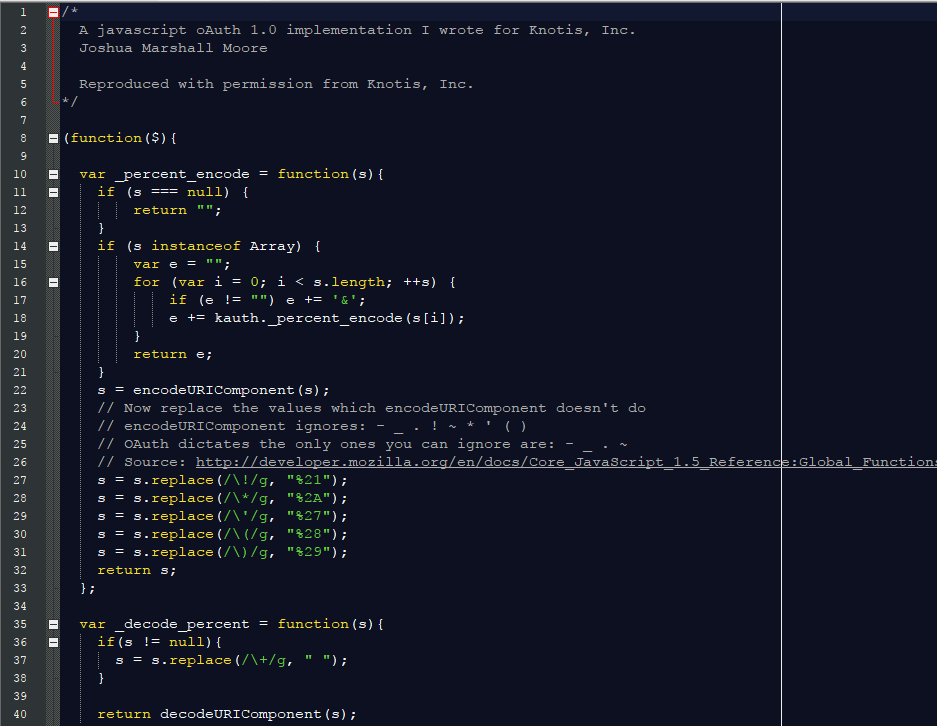 1 /*
2 A javascript oAuth 1.0 implementation I wrote for Knotis, Inc.
3 Joshua Marshall Moore
4
5 Reproduced with permission from Knotis, Inc.
6 */
7
8 (function($){
9
10 var _percent_encode = function(s){
11 if (s === null) {
12 return "";
13 }
14 if (s instanceof Array) {
15 var e = "";
16 for (var i = 0; i < s.length; ++s) {
17 if (e != "") e += '&';
18 e += kauth._percent_encode(s[i]);
19 }
20 return e;
21 }
22 s = encodeURIComponent(s);
23 // Now replace the values which encodeURIComponent doesn't do
24 // encodeURIComponent ignores: - _ . ! ~ * ' ( )
25 // OAuth dictates the only ones you can ignore are: - _ . ~
26 // Source: http://developer.mozilla.org/en/docs/Core_JavaScript_1.5_Reference:Global_Functions
27 s = s.replace(/\!/g, "%21");
28 s = s.replace(/\*/g, "%2A");
29 s = s.replace(/\'/g, "%27");
30 s = s.replace(/\(/g, "%28");
31 s = s.replace(/\)/g, "%29");
32 return s;
33 };
34
35 var _decode_percent = function(s){
36 if(s != null){
37 s = s.replace(/\+/g, " ");
38 }
39
40 return decodeURIComponent(s);